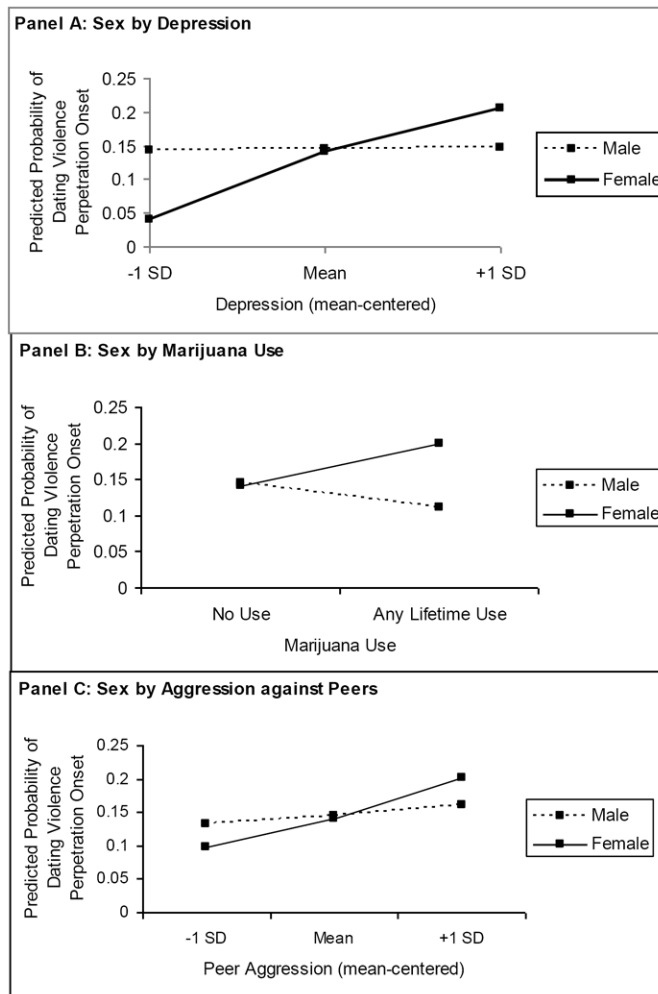 Panel A: Sex by Depression
Predicted Probability of
Dating Violence
Perpetration Onset
0.25
0.2
0.15
0.1
0.05
0
-1 SD Mean +1 SD
Depression (mean-centered)
Male
Female
Panel B: Sex by Marijuana Use
Predicted Probability of
Dating VIolence
Perpetration Onset
0.25
0.2
0.15
0.1
0.05
0
No Use Any Lifetime Use
Marijuana Use
Male
Female
Panel C: Sex by Aggression against Peers
Predicted Probability of
Dating Violence
Perpetration Onset
0.25
0.2
0.15
0.1
0.05
0
-1 SD Mean +1 SD
Peer Aggression (mean-centered)
Male
Female